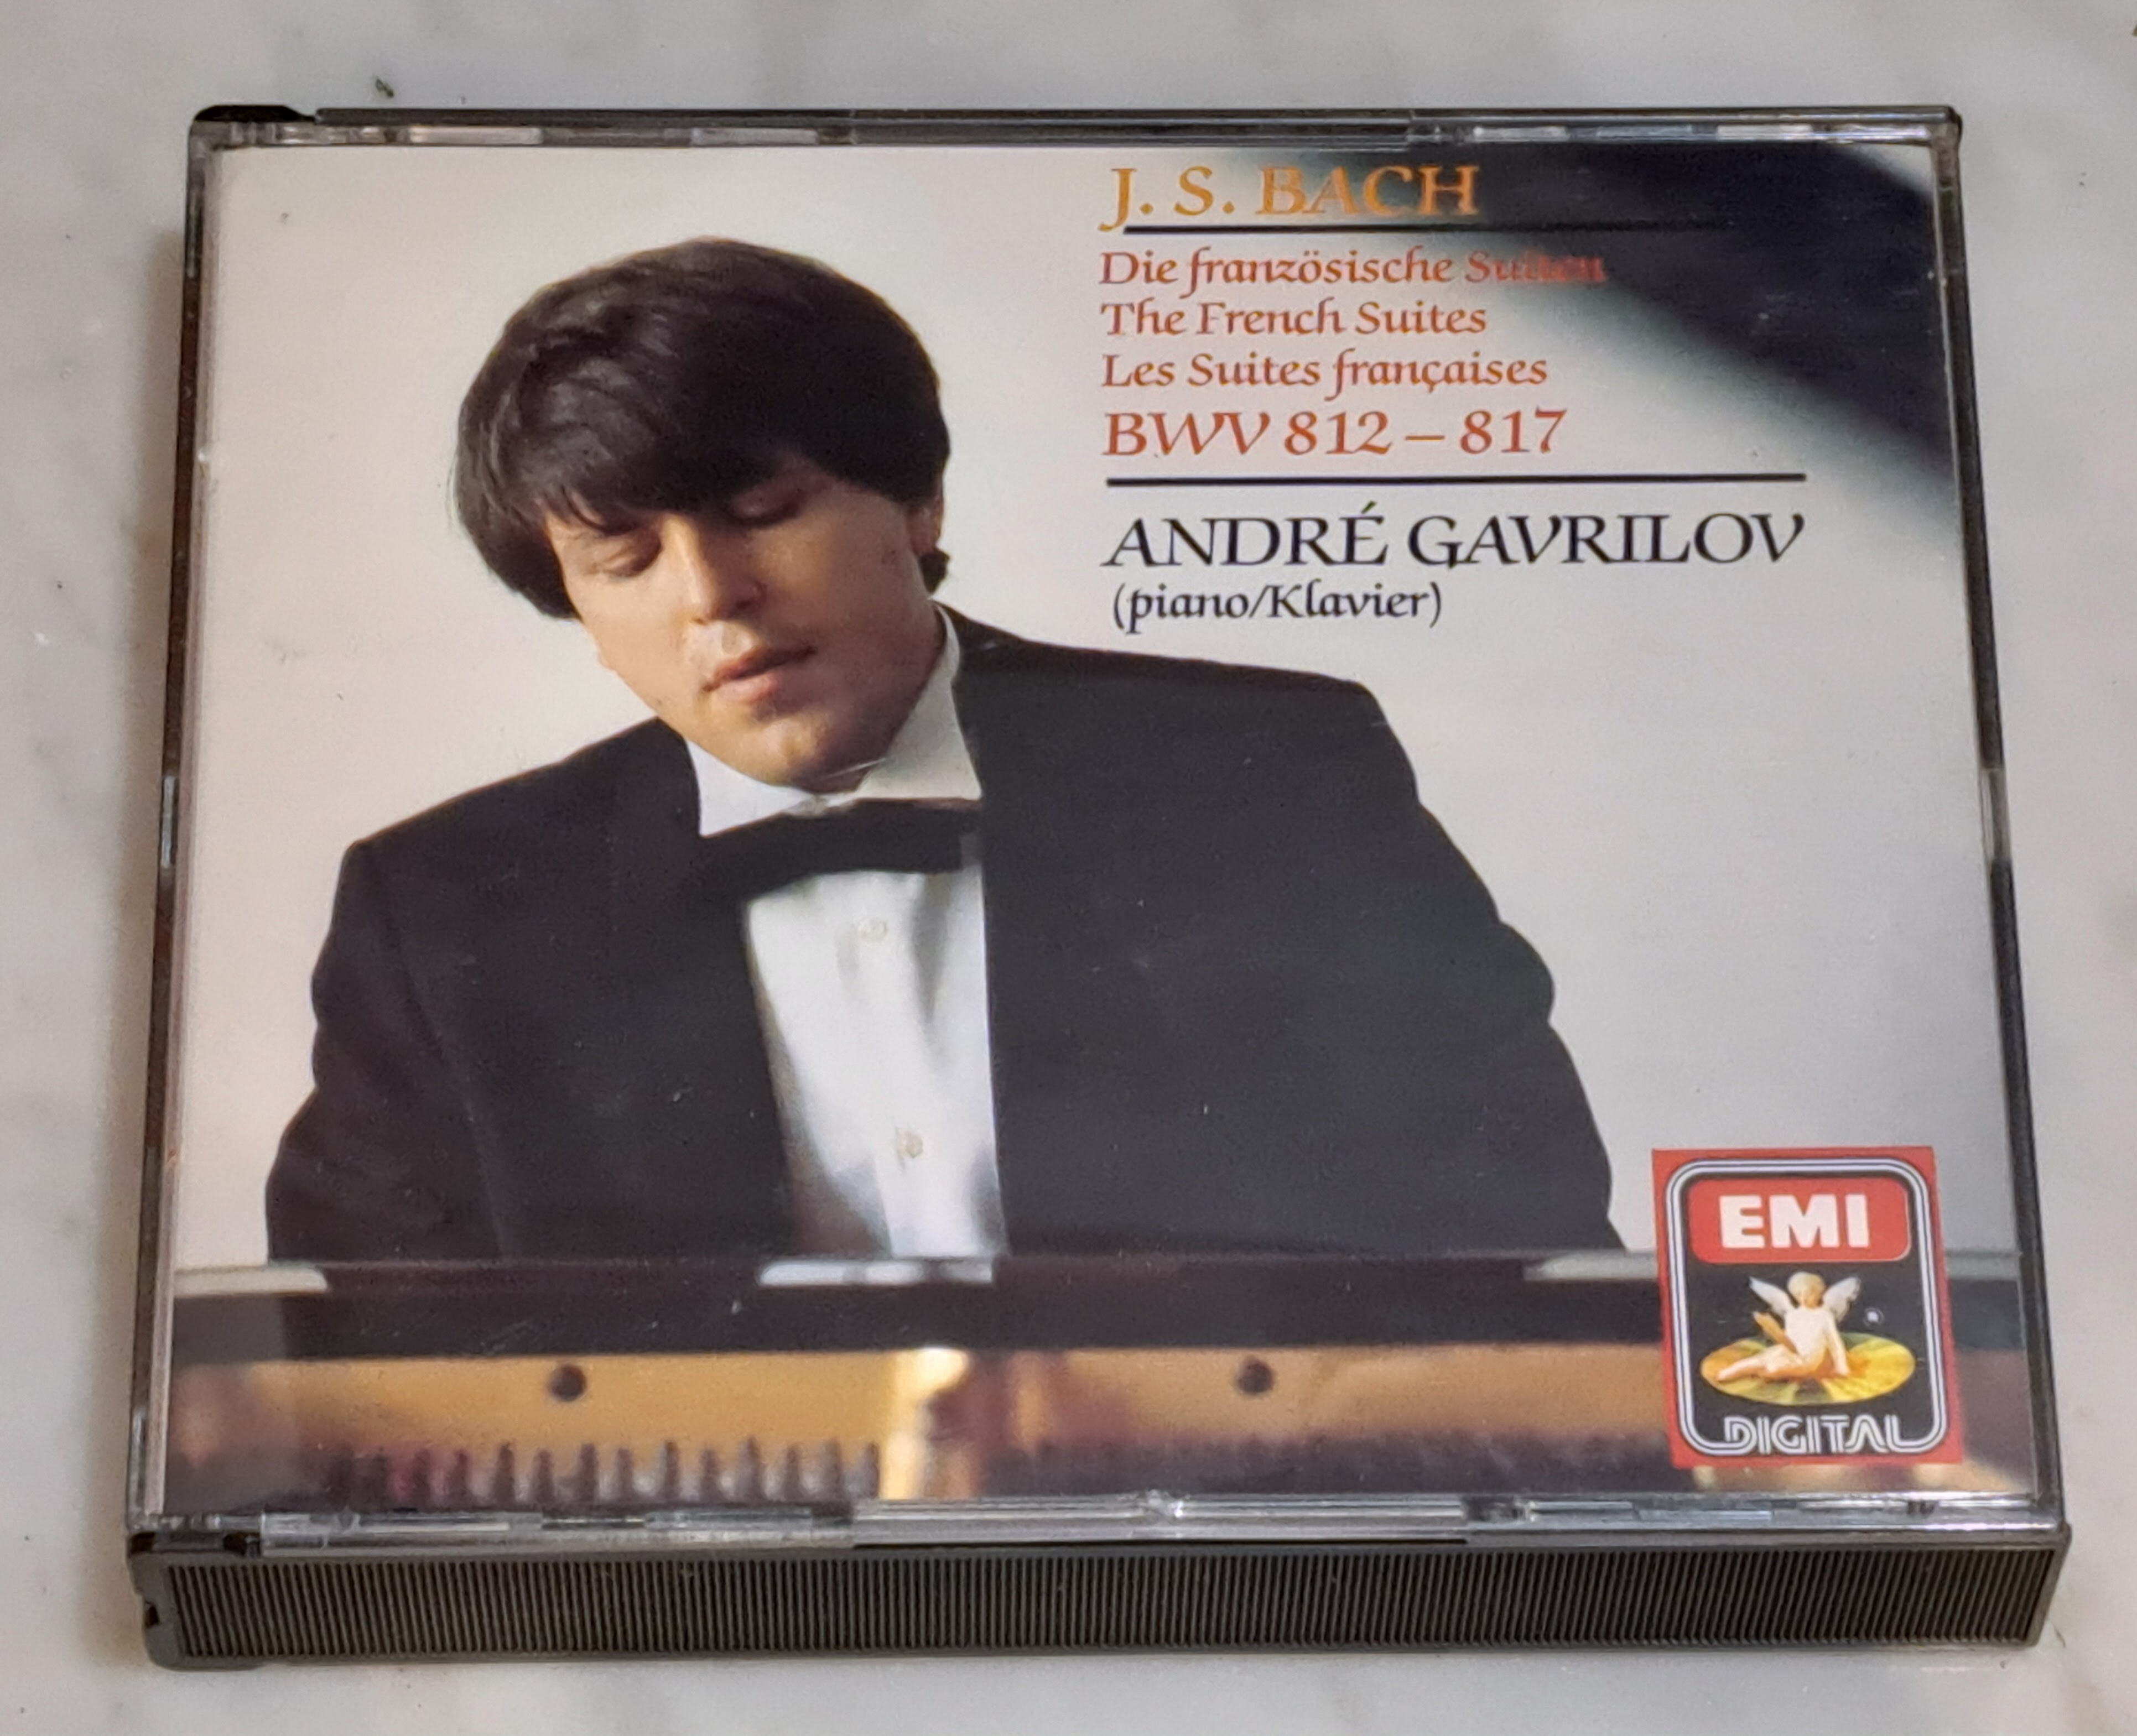 J. S. BACH
Die französische Suiten
The French Suites
Les Suites françaises
BWV 812 – 817
ANDRÉ GAVRILOV
(piano/Klavier)
EMI
®
DIGITAL